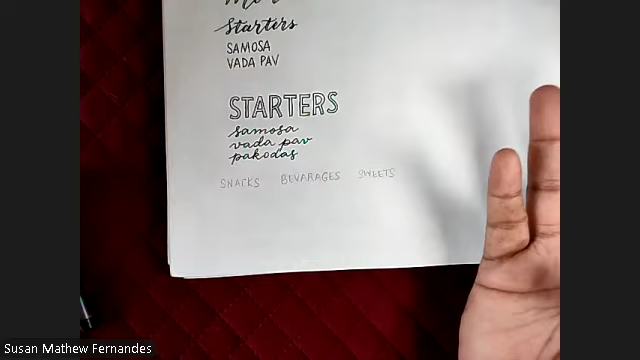 Starters
SAMOSA
VADA PAV
STARTERS
samosa
vada pav
pakodas
SNACKS BEVARAGES SWEETS
Susan Mathew Fernandes